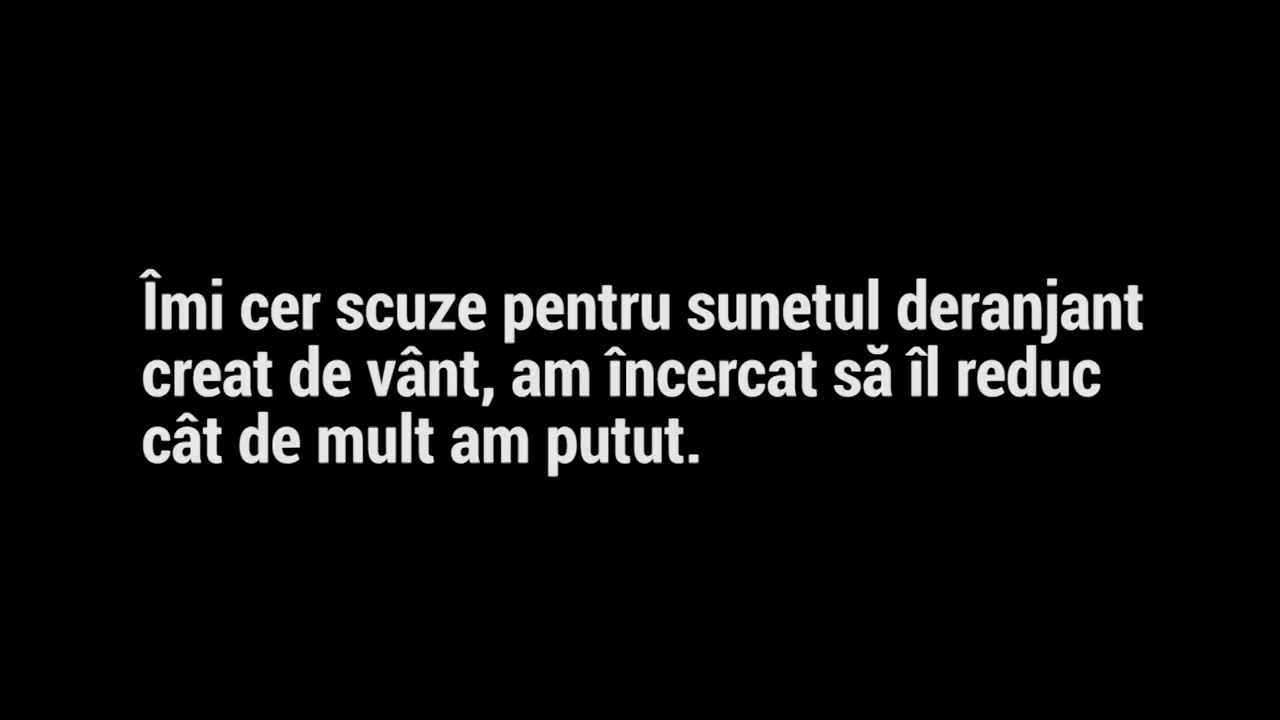 Îmi cer scuze pentru sunetul deranjant
creat de vânt, am încercat să îl reduc
cât de mult am putut.